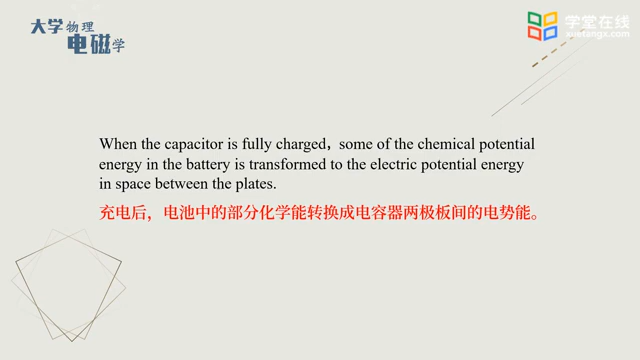 大学物理
电磁学
学堂在线
xuetangx.com
When the capacitor is fully charged，some of the chemical potential
energy in the battery is transformed to the electric potential energy
in space between the plates.
充电后，电池中的部分化学能转换成电容器两极板间的电势能。